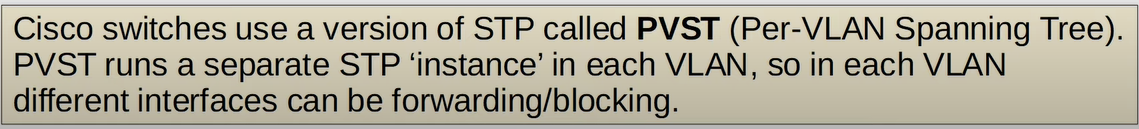 Cisco switches use a version of STP called PVST (Per-VLAN Spanning Tree).
PVST runs a separate STP ‘instance’ in each VLAN, so in each VLAN
different interfaces can be forwarding/blocking.